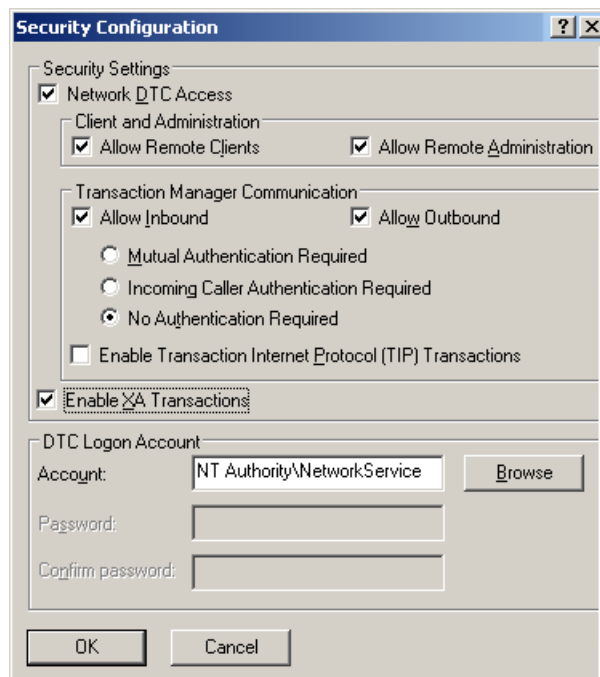 Security Configuration
Security Settings
Network DTC Access
Client and Administration
Allow Remote Clients Allow Remote Administration
Transaction Manager Communication
Allow Inbound Allow Outbound
Mutual Authentication Required
Incoming Caller Authentication Required
No Authentication Required
Enable Transaction Internet Protocol (TIP) Transactions
Enable XA Transactions
DTC Logon Account
Account: NT Authority\NetworkService Browse
Password:
Confirm password:
OK Cancel